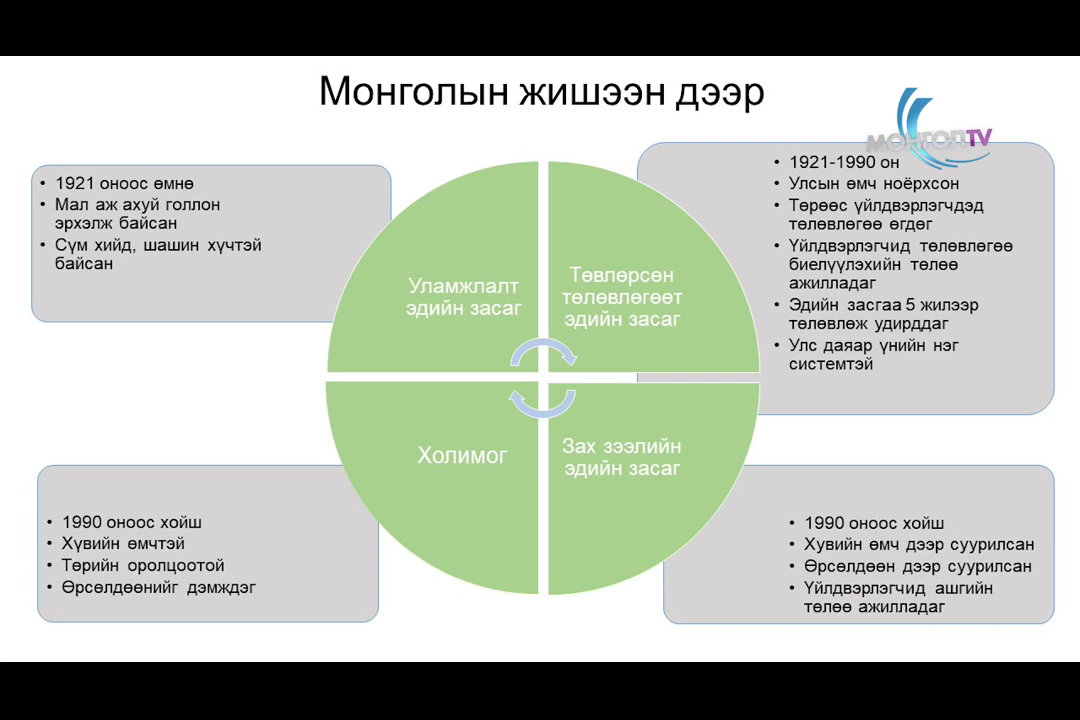 Монголын жишээн дээр
МОНГОЛTV
• 1921 оноос өмнө
• Мал аж ахуй голлон
эрхэлж байсан
• Сүм хийд, шашин хүчтэй
байсан
Уламжлалт
эдийн засаг
Төвлөрсөн
төлөвлөгөөт
эдийн засаг
• 1921-1990 он
• Улсын өмч ноёрхсон
• Төрөөс үйлдвэрлэгчдэд
төлөвлөгөө өгдөг
• Үйлдвэрлэгчид төлөвлөгөө
биелүүлэхийн төлөө
ажилладаг
• Эдийн засгаа 5 жилээр
төлөвлөж удирддаг
• Улс даяар үнийн нэг
системтэй
Холимог
Зах зээлийн
эдийн засаг
• 1990 оноос хойш
• Хүвийн өмчтэй
• Төрийн оролцоотой
• Өрсөлдөөнийг дэмждэг
• 1990 оноос хойш
• Хувийн өмч дээр суурилсан
• Өрсөлдөөн дээр суурилсан
• Үйлдвэрлэгчид ашгийн
төлөө ажилладаг